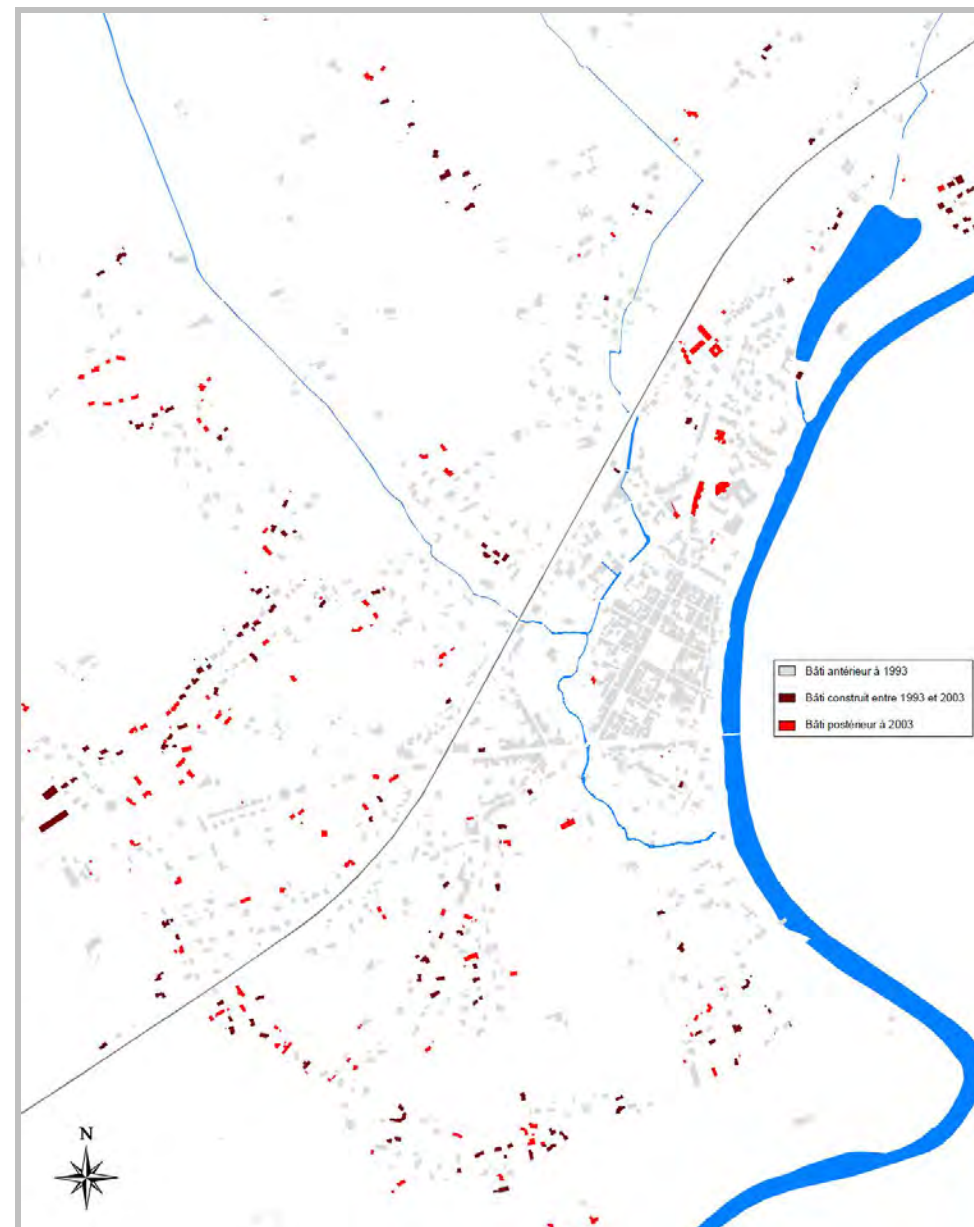 Bâti antérieur à 1993
Bâti construit entre 1993 et 2003
Bâti postérieur à 2003
N